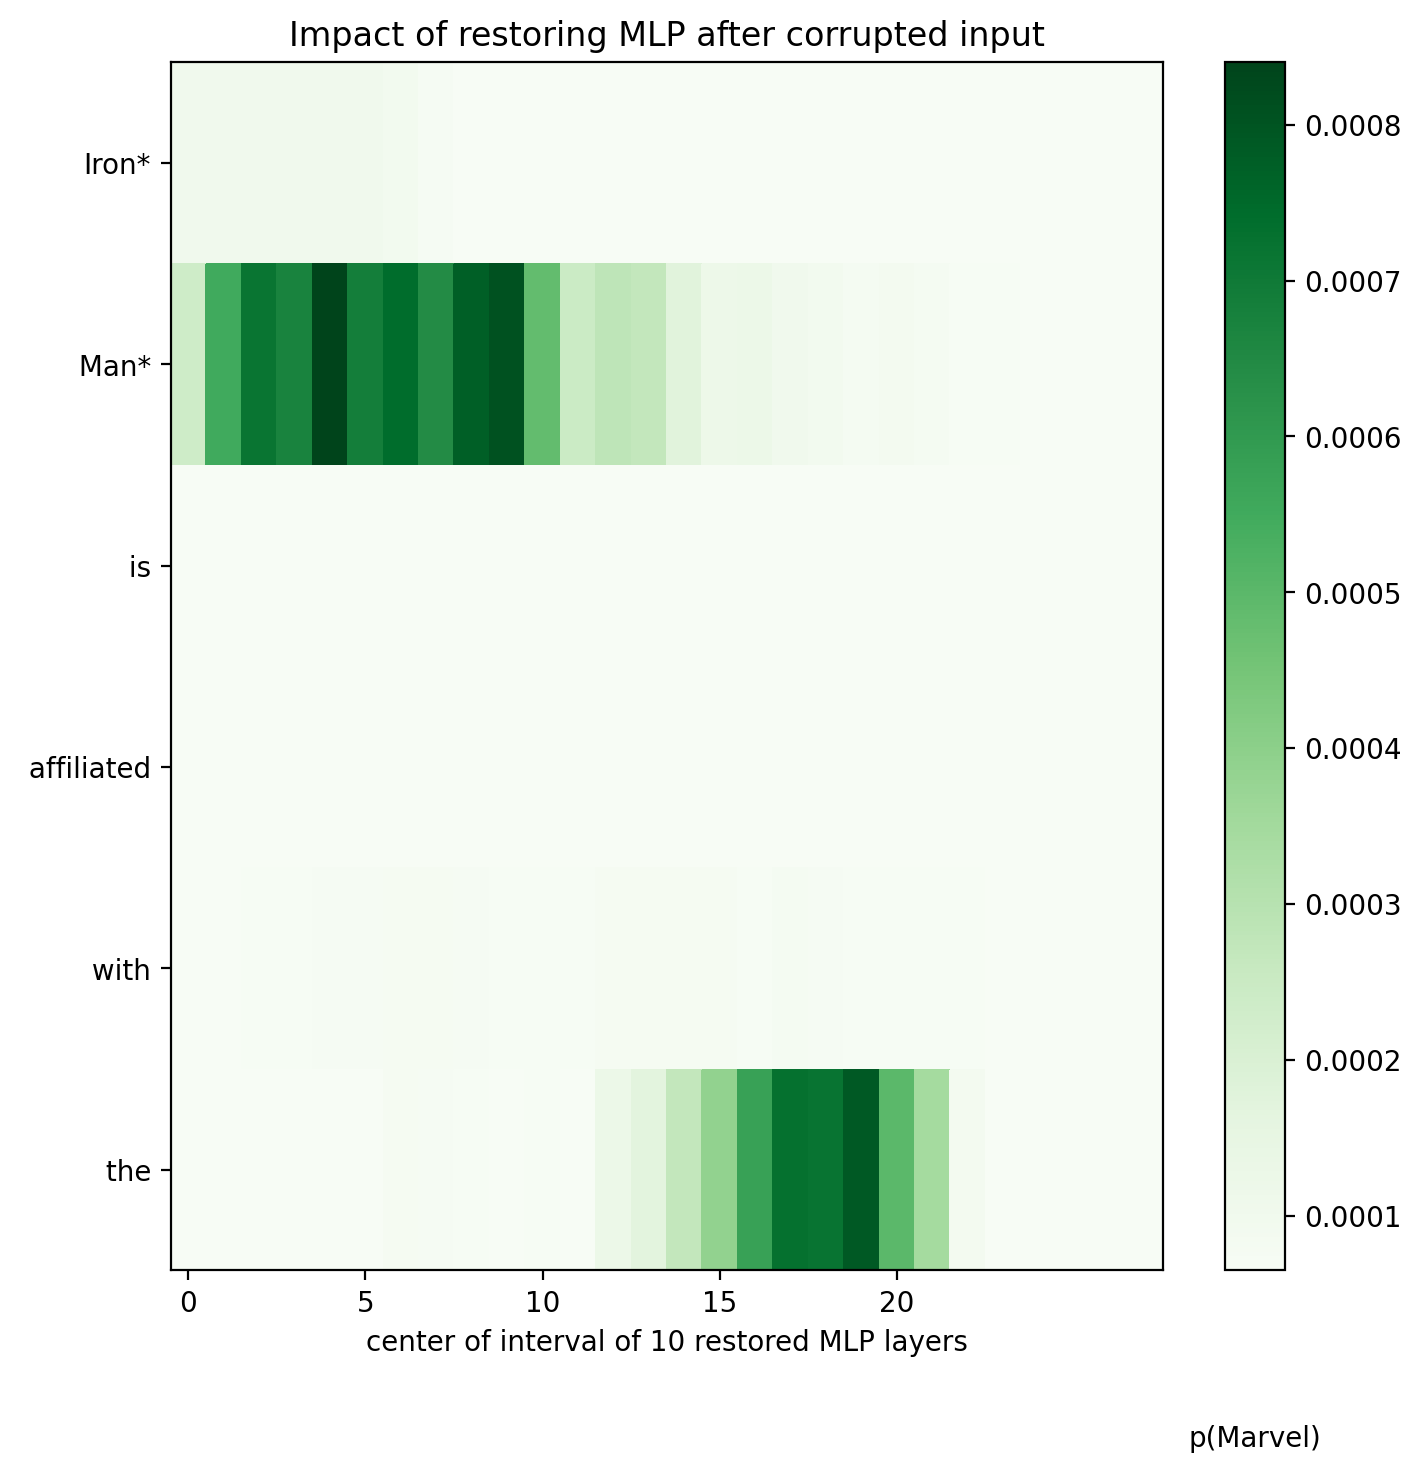 Impact of restoring MLP after corrupted input
Iron*
Man*
is
affiliated
with
the
0 5 10 15 20
center of interval of 10 restored MLP layers
0.0008
0.0007
0.0006
0.0005
0.0004
0.0003
0.0002
0.0001
p(Marvel)